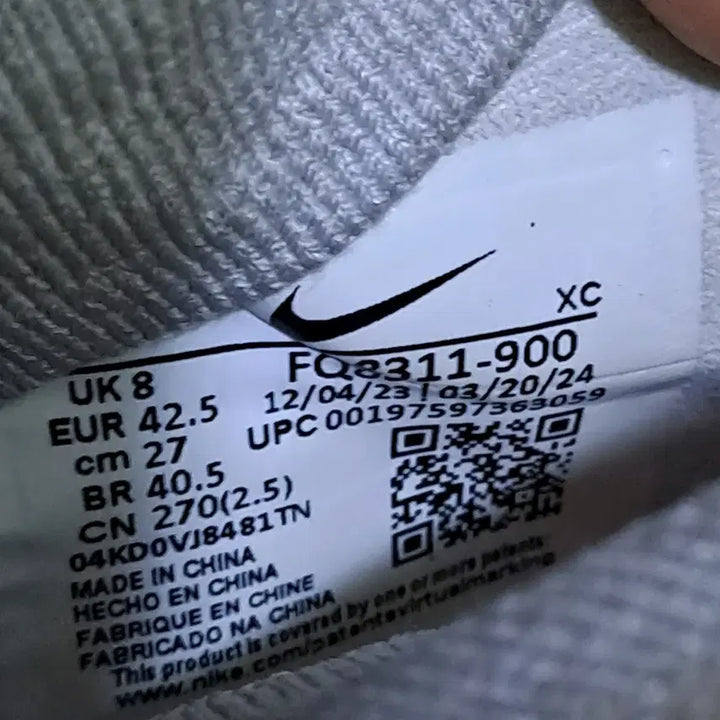 XC
UK 8
FQ8311-900
EUR 42.5
12/04/23 ! 03/20/24
cm 27
UPC 00197597363059
BR 40.5
CN 270(2.5)
04KD0VJ8481TN
MADE IN CHINA
HECHO EN CHINA
FABRIQUE EN CHINE
FABRICADO NA CHINA
This product is covered by one or more patents:
www.nike.com/patentsvirtualmarking